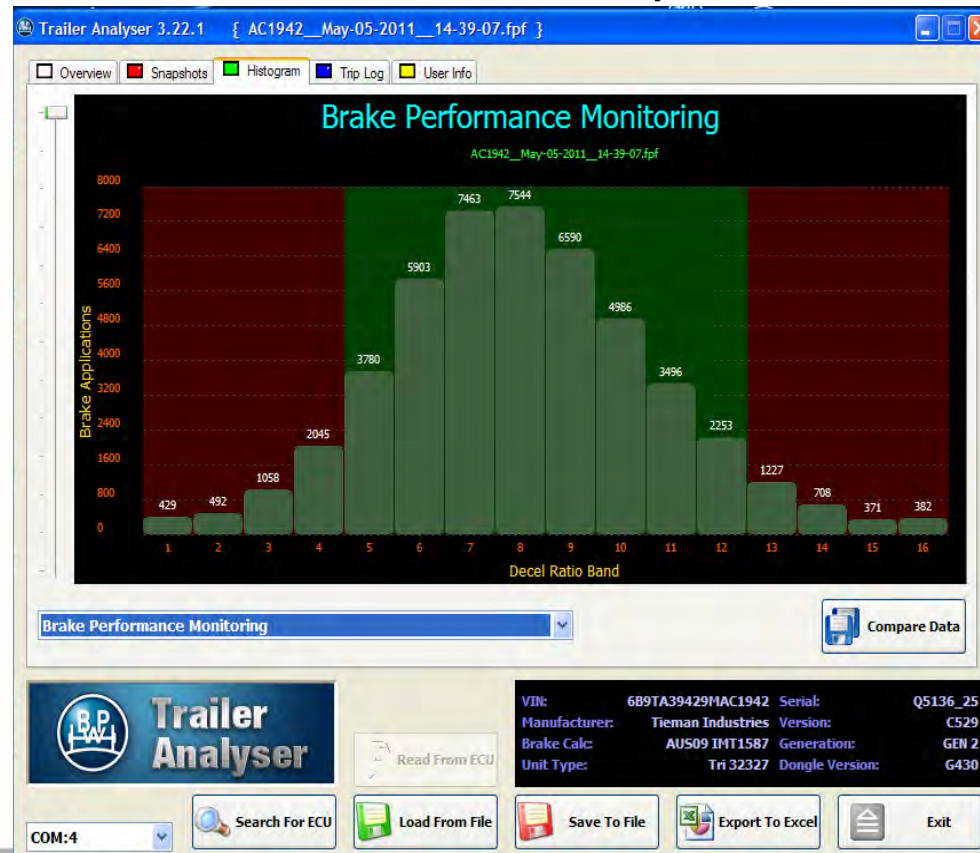 Trailer Analyser 3.22.1 { AC1942__May-05-2011__14-39-07.fpf }
Overview Snapshots Histogram Trip Log User Info
Brake Performance Monitoring
AC1942__May-05-2011__14-39-07.fpf
8000
7200
6400
5600
4800
4000
3200
2400
1600
800
0
Brake Applications
429 492 1058 2045 3780 5903 7463 7544 6590 4986 3496 2253 1227 708 371 382
1 2 3 4 5 6 7 8 9 10 11 12 13 14 15 16
Decel Ratio Band
Brake Performance Monitoring
Compare Data
BPW
Trailer
Analyser
Read From ECU
VIN: 6B9TA39429MAC1942 Serial: Q5136_25
Manufacturer: Tieman Industries Version: C529
Brake Calc: AUS09 IMT1587 Generation: GEN 2
Unit Type: Tri 32327 Dongle Version: G430
COM:4
Search For ECU
Load From File
Save To File
Export To Excel
Exit